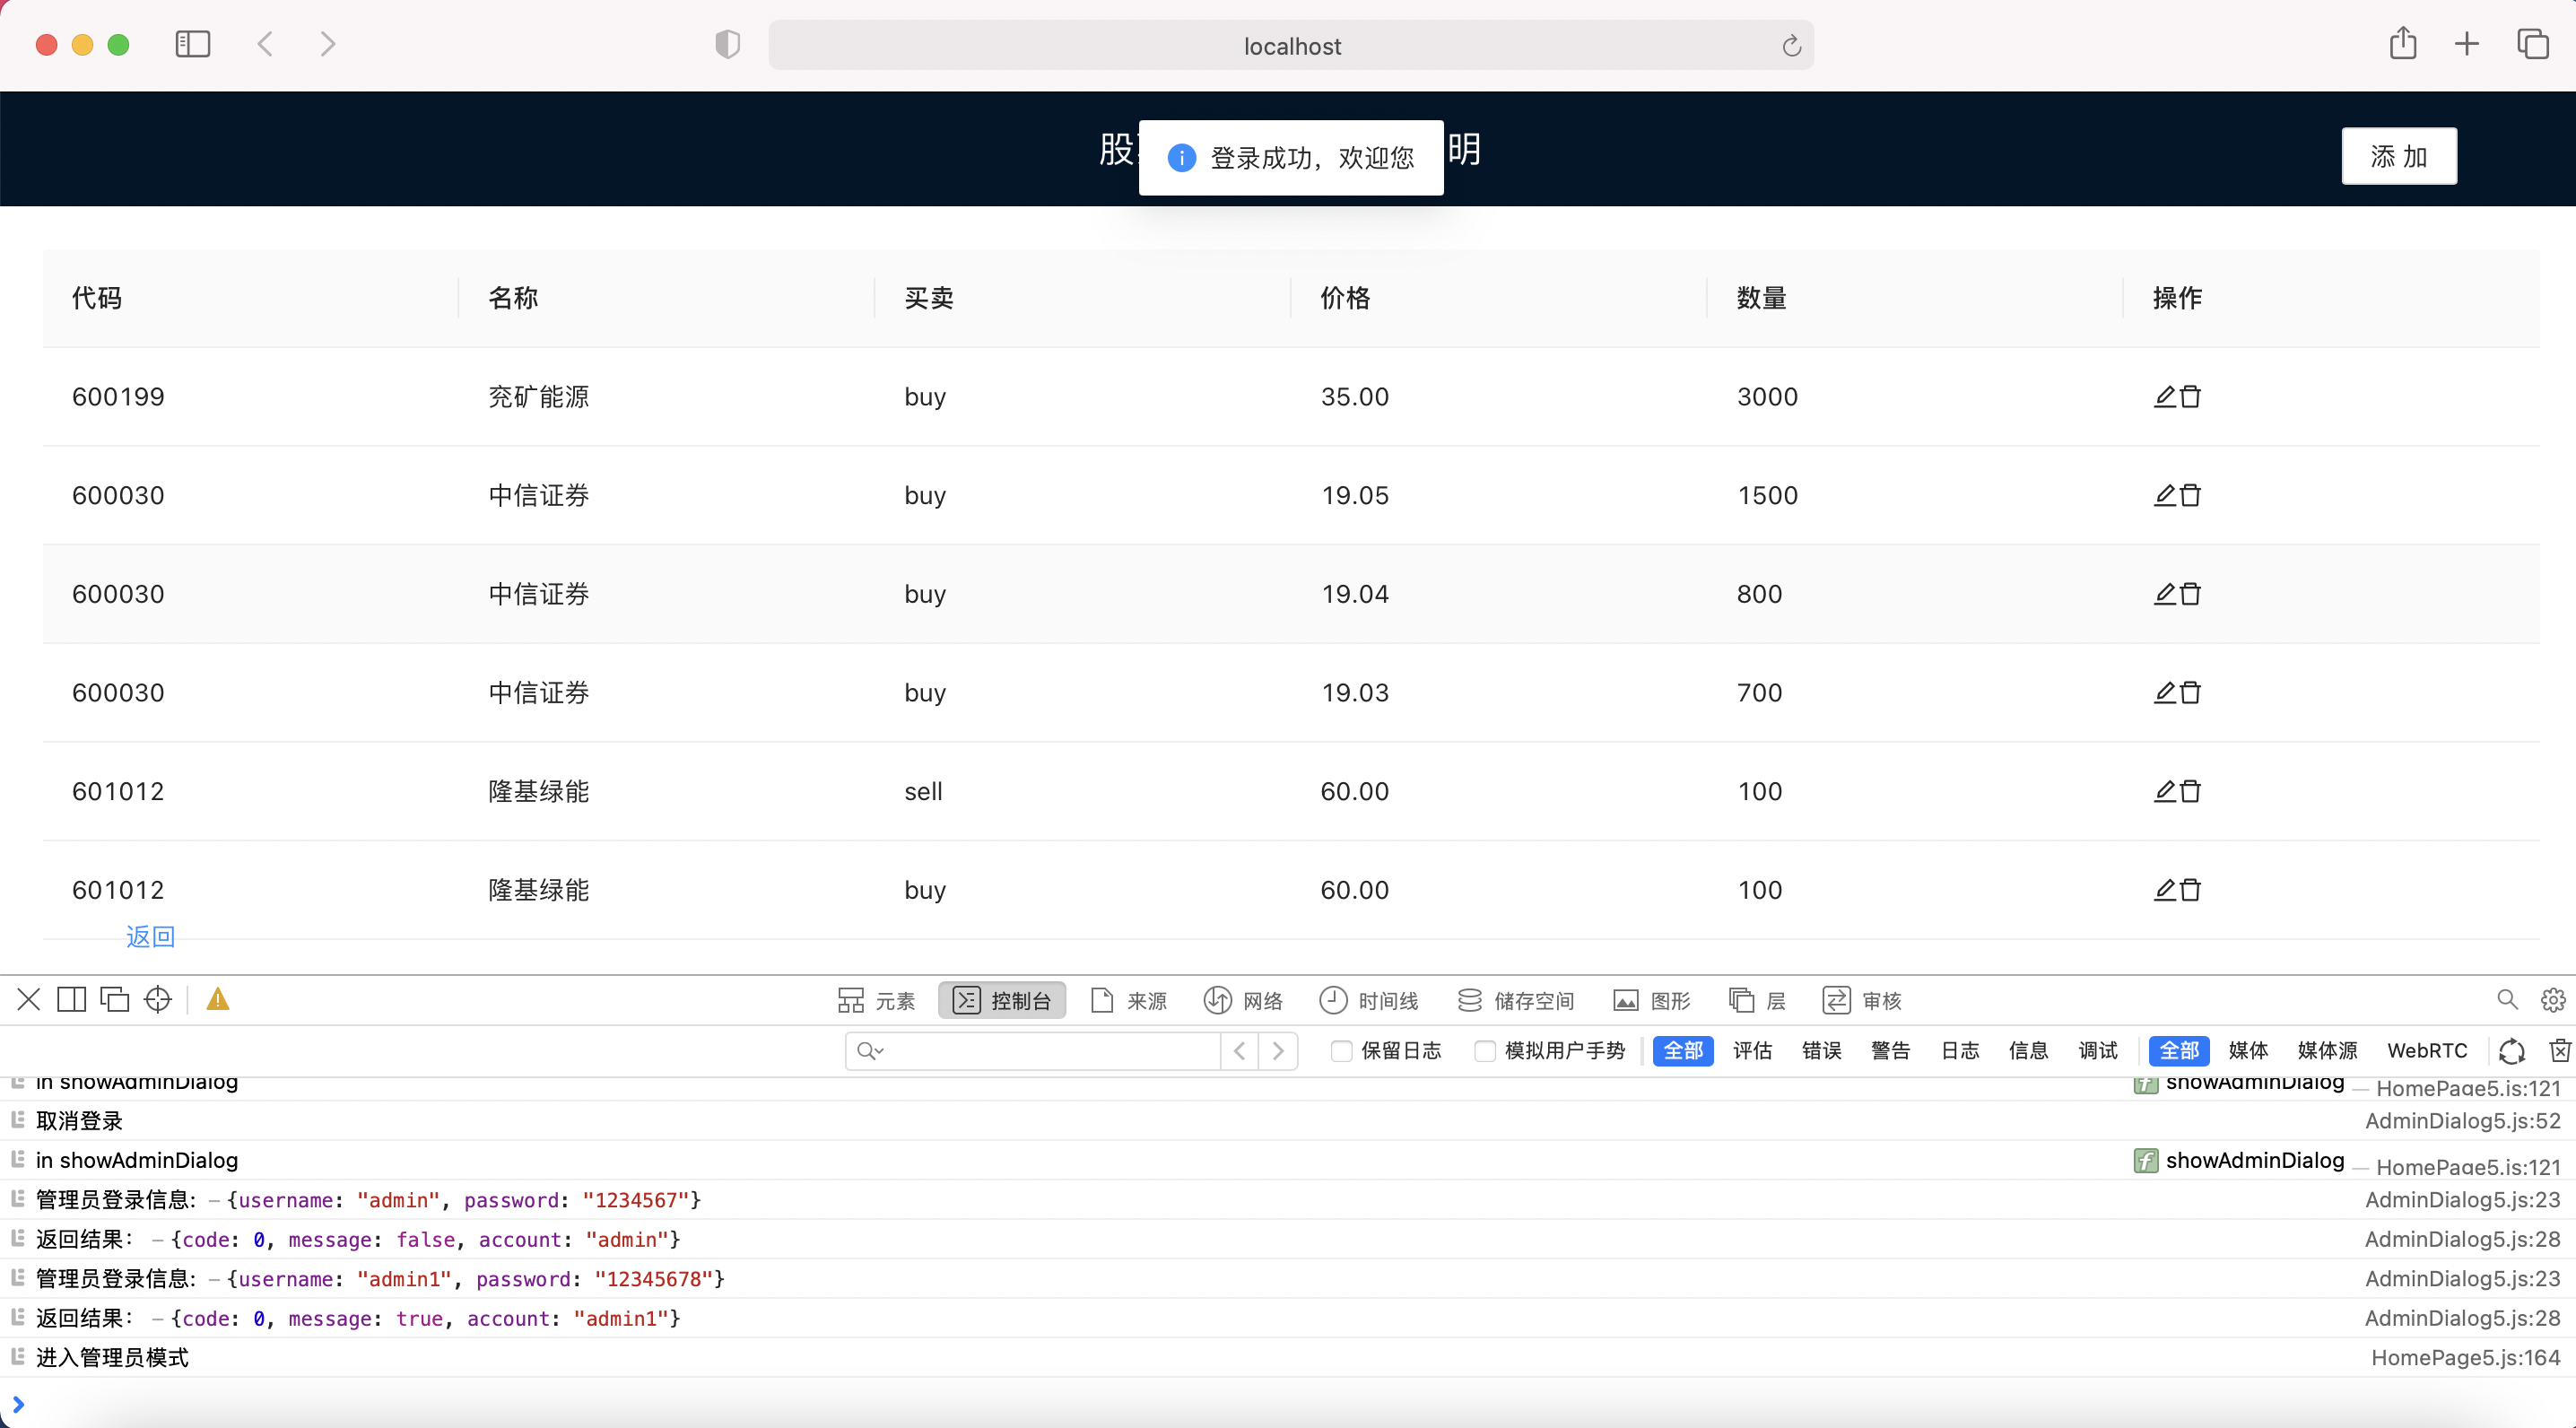 localhost
股
明
登录成功，欢迎您
添 加
代码 名称 买卖 价格 数量 操作
600199 兖矿能源 buy 35.00 3000
600030 中信证券 buy 19.05 1500
600030 中信证券 buy 19.04 800
600030 中信证券 buy 19.03 700
601012 隆基绿能 sell 60.00 100
601012 隆基绿能 buy 60.00 100
返回
元素 控制台 来源 网络 时间线 储存空间 图形 层 审核
保留日志 模拟用户手势 全部 评估 错误 警告 日志 信息 调试 全部 媒体 媒体源 WebRTC
in showAdminDialog f showAdminDialog — HomePage5.js:121
取消登录 AdminDialog5.js:52
in showAdminDialog f showAdminDialog — HomePage5.js:121
管理员登录信息: – {username: "admin", password: "1234567"} AdminDialog5.js:23
返回结果： – {code: 0, message: false, account: "admin"} AdminDialog5.js:28
管理员登录信息: – {username: "admin1", password: "12345678"} AdminDialog5.js:23
返回结果： – {code: 0, message: true, account: "admin1"} AdminDialog5.js:28
进入管理员模式 HomePage5.js:164